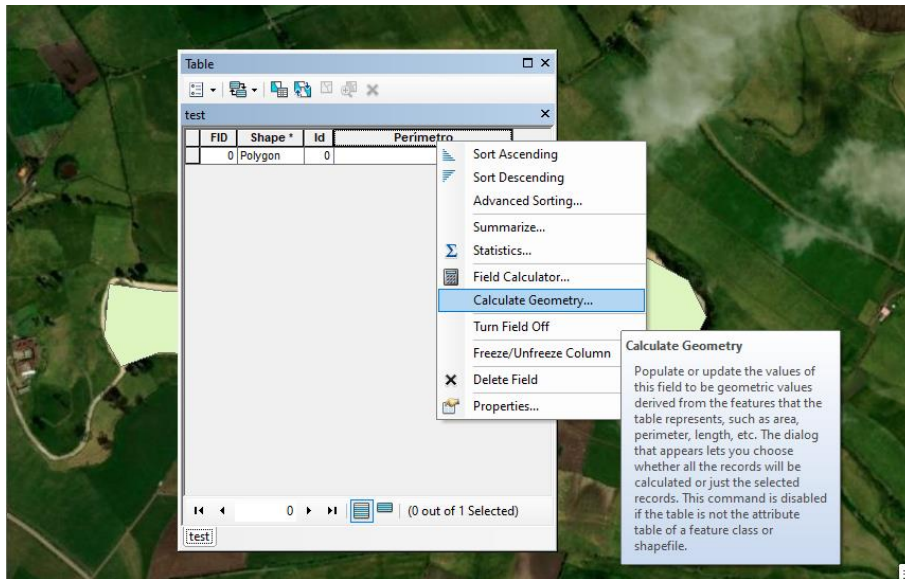 Table
test
FID Shape * Id Perímetro
0 Polygon 0
Sort Ascending
Sort Descending
Advanced Sorting...
Summarize...
Σ Statistics...
Field Calculator...
Calculate Geometry...
Turn Field Off
Freeze/Unfreeze Column
Delete Field
Properties...
Calculate Geometry
Populate or update the values of
this field to be geometric values
derived from the features that the
table represents, such as area,
perimeter, length, etc. The dialog
that appears lets you choose
whether all the records will be
calculated or just the selected
records. This command is disabled
if the table is not the attribute
table of a feature class or
shapefile.
0 (0 out of 1 Selected)
test